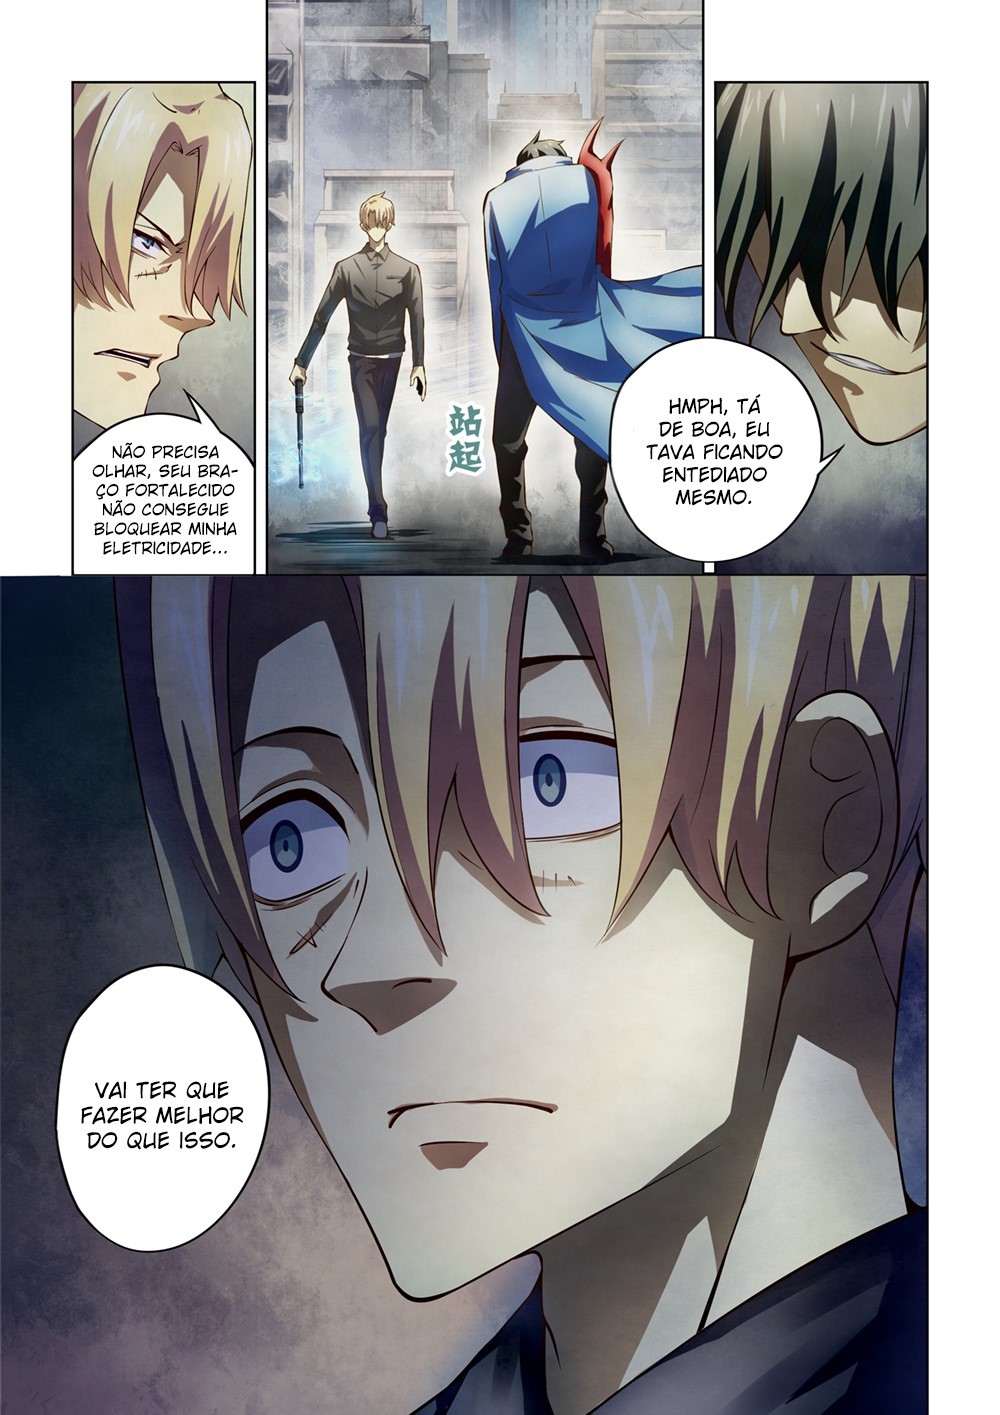 NÃO PRECISA
OLHAR, SEU BRA-
ÇO FORTALECIDO
NÃO CONSEGUE
BLOQUEAR MINHA
ELETRICIDADE...
站起
HMPH, TÁ
DE BOA, EU
TAVA FICANDO
ENTEDIADO
MESMO.
VAI TER QUE
FAZER MELHOR
DO QUE ISSO.